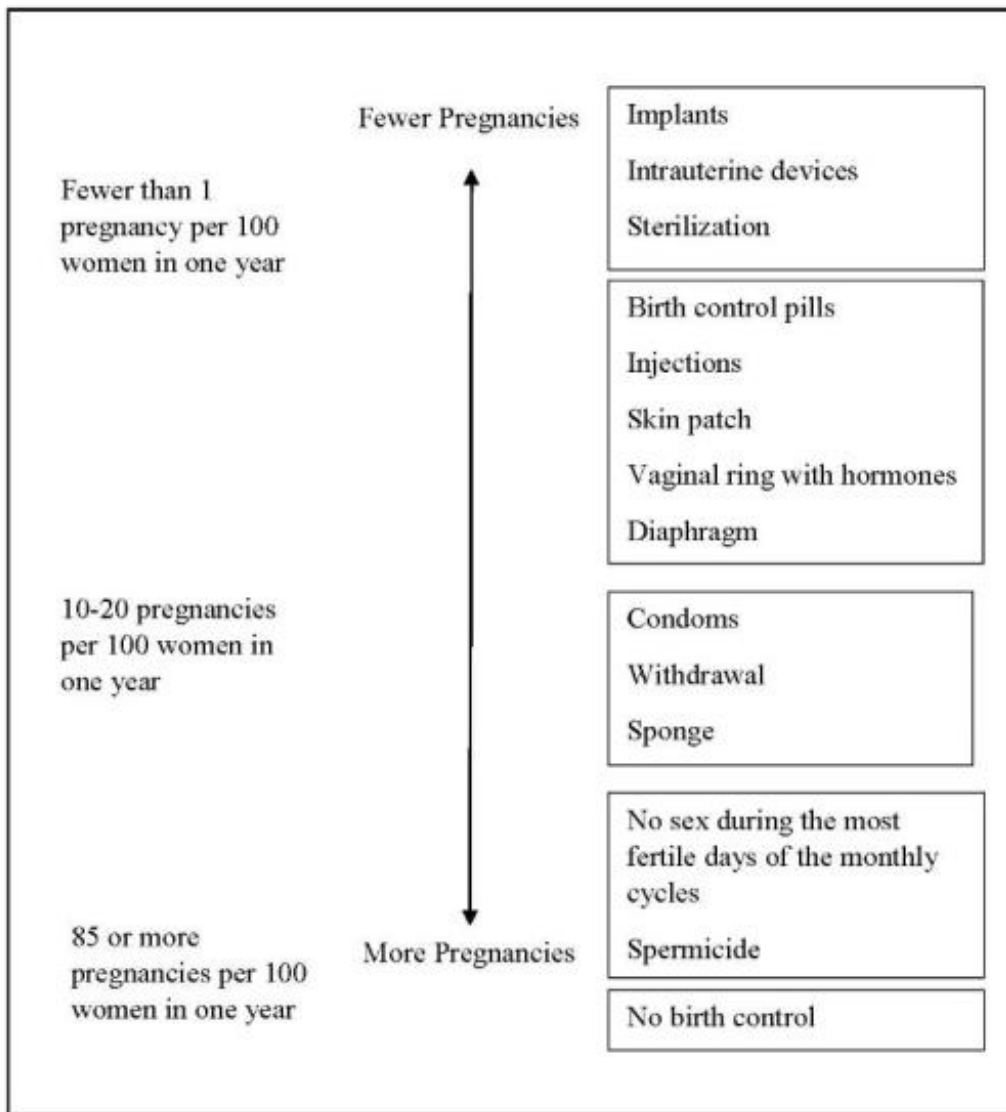 Fewer Pregnancies
Fewer than 1
pregnancy per 100
women in one year
Implants
Intrauterine devices
Sterilization
Birth control pills
Injections
Skin patch
Vaginal ring with hormones
Diaphragm
10-20 pregnancies
per 100 women in
one year
Condoms
Withdrawal
Sponge
No sex during the most
fertile days of the monthly
cycles
Spermicide
85 or more
pregnancies per 100
women in one year
More Pregnancies
No birth control